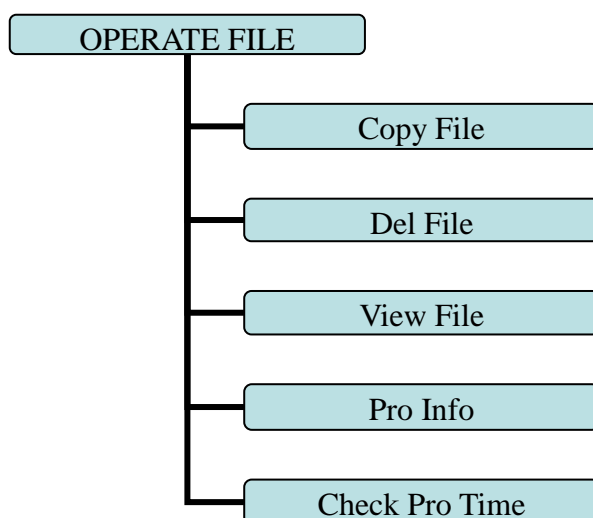 OPERATE FILE
Copy File
Del File
View File
Pro Info
Check Pro Time